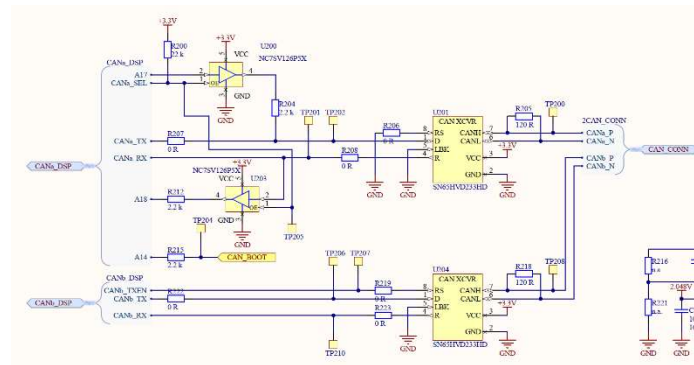 +3.3V
R200
22 k
+3.3V
U200
NC7SV126P5X
VCC
CANa_DSP
A17
2
4
CANa_SEL
1
OE
GND
3
GND
R204
2.2 k
TP201
TP202
R206
0 R
U201
CAN XCVR
R205
120 R
TP200
2CAN_CONN
CANa_TX
R207
0 R
8
RS
CANH
7
CANa_P
D
CANL
6
CANa_N
CAN_CONN
CANa_DSP
CANa_RX
R208
0 R
5
LBK
4
R
VCC
3
+3.3V
CANb_P
CANb_N
GND
2
SN65HVD233HD
GND
GND
GND
NC7SV126P5X
+3.3V
U203
VCC
A18
R212
2.2 k
4
2
1
OE
GND
3
GND
TP204
TP205
A14
R215
2.2 k
CAN_BOOT
TP206
TP207
U204
CAN XCVR
R218
120 R
TP208
R216
n.a.
CANb_DSP
CANb_TXEN
R219
0 R
8
RS
CANH
7
2.048V
CANb_DSP
CANb_TX
0 R
D
CANL
6
CANb_RX
R223
0 R
5
LBK
4
R
VCC
3
+3.3V
R221
n.a.
GND
2
SN65HVD233HD
TP210
GND
GND
GND
GND